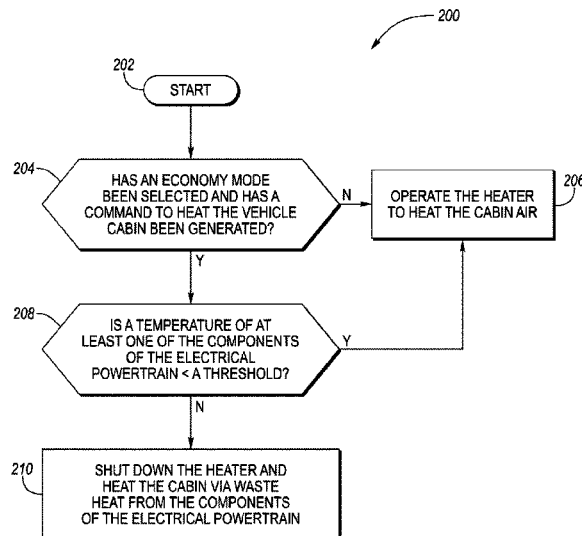 200
202
START
204
HAS AN ECONOMY MODE
BEEN SELECTED AND HAS A
COMMAND TO HEAT THE VEHICLE
CABIN BEEN GENERATED?
N
OPERATE THE HEATER
TO HEAT THE CABIN AIR
206
Y
208
IS A TEMPERATURE OF AT
LEAST ONE OF THE COMPONENTS
OF THE ELECTRICAL
POWERTRAIN < A THRESHOLD?
Y
N
210
SHUT DOWN THE HEATER AND
HEAT THE CABIN VIA WASTE
HEAT FROM THE COMPONENTS
OF THE ELECTRICAL POWERTRAIN